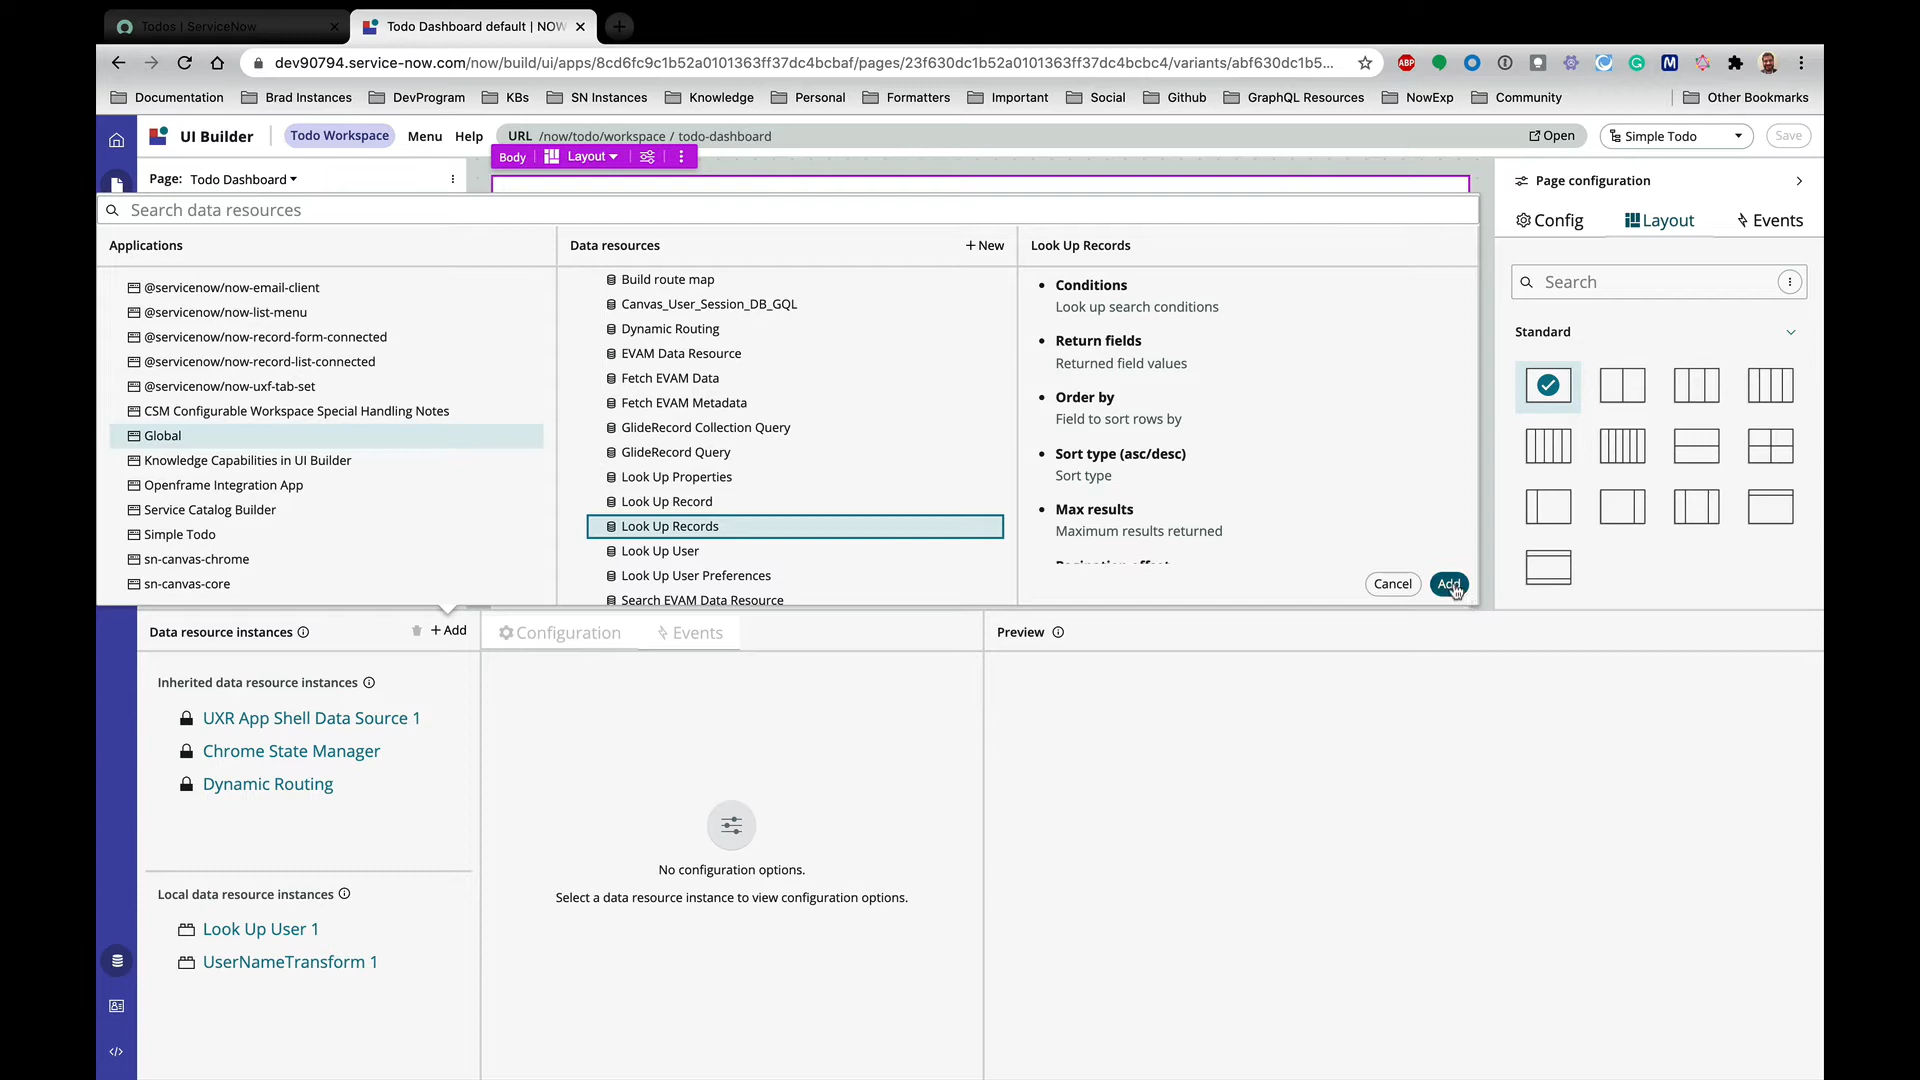 Todos | ServiceNow
Todo Dashboard default | NOW
dev90794.service-now.com/now/build/ui/apps/8cd6fc9c1b52a0101363ff37dc4bcbaf/pages/23f630dc1b52a0101363ff37dc4bcbc4/variants/abf630dc1b5...
ABP
Documentation
Brad Instances
DevProgram
KBs
SN Instances
Knowledge
Personal
Formatters
Important
Social
Github
GraphQL Resources
NowExp
Community
Other Bookmarks
UI Builder
Todo Workspace
Menu
Help
URL /now/todo/workspace / todo-dashboard
Open
Simple Todo
Save
Body
Layout
Page: Todo Dashboard
Page configuration
Config
Layout
Events
Search
Standard
Search data resources
Applications
@servicenow/now-email-client
@servicenow/now-list-menu
@servicenow/now-record-form-connected
@servicenow/now-record-list-connected
@servicenow/now-uxf-tab-set
CSM Configurable Workspace Special Handling Notes
Global
Knowledge Capabilities in UI Builder
Openframe Integration App
Service Catalog Builder
Simple Todo
sn-canvas-chrome
sn-canvas-core
Data resources
+ New
Build route map
Canvas_User_Session_DB_GQL
Dynamic Routing
EVAM Data Resource
Fetch EVAM Data
Fetch EVAM Metadata
GlideRecord Collection Query
GlideRecord Query
Look Up Properties
Look Up Record
Look Up Records
Look Up User
Look Up User Preferences
Search EVAM Data Resource
Look Up Records
• Conditions
Look up search conditions
• Return fields
Returned field values
• Order by
Field to sort rows by
• Sort type (asc/desc)
Sort type
• Max results
Maximum results returned
Pagination offset
Cancel
Add
Data resource instances
+ Add
Configuration
Events
Preview
Inherited data resource instances
UXR App Shell Data Source 1
Chrome State Manager
Dynamic Routing
Local data resource instances
Look Up User 1
UserNameTransform 1
No configuration options.
Select a data resource instance to view configuration options.